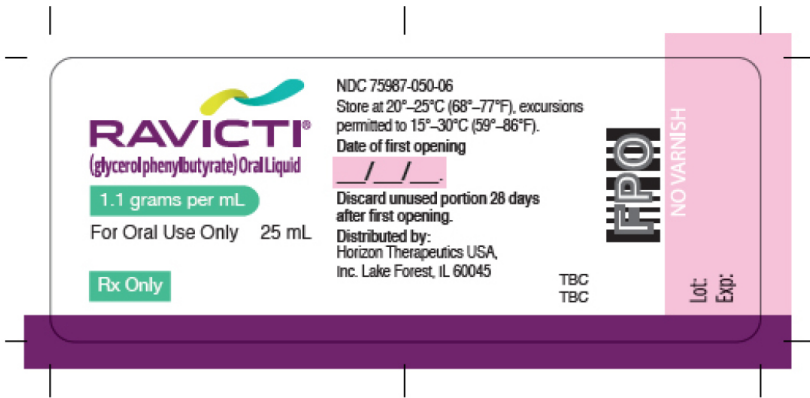 RAVICTI®
(glycerol phenylbutyrate) Oral Liquid
1.1 grams per mL
For Oral Use Only 25 mL
Rx Only
NDC 75987-050-06
Store at 20°–25°C (68°–77°F), excursions
permitted to 15°–30°C (59°–86°F).
Date of first opening
___/___/___.
Discard unused portion 28 days
after first opening.
Distributed by:
Horizon Therapeutics USA,
Inc. Lake Forest, IL 60045
TBC
TBC
FPO
NO VARNISH
Lot:
Exp: